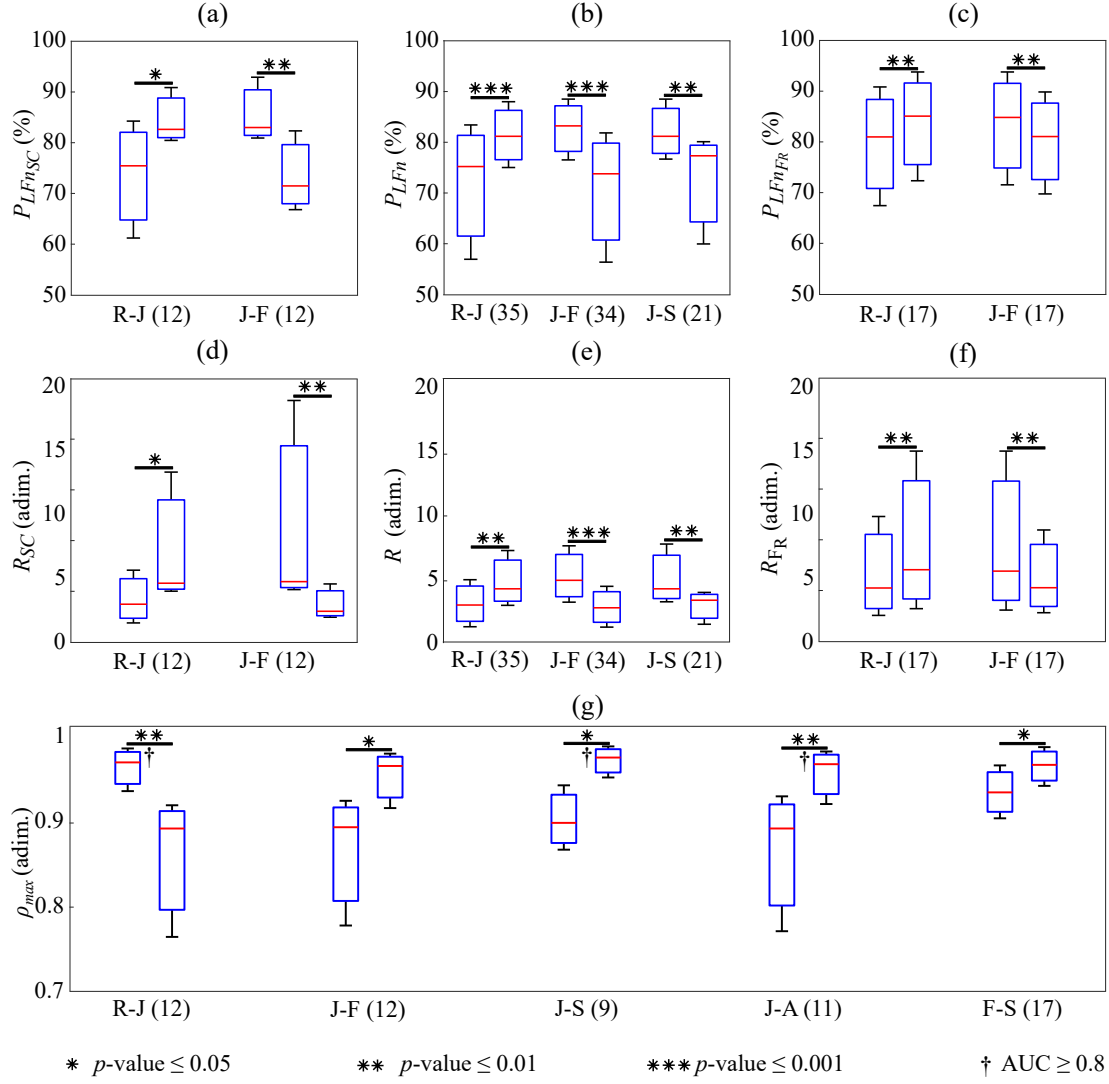 (a) (b) (c)
100 90 80 70 60 50
P_LFn_SC (%)
* **
R-J (12) J-F (12)
100 90 80 70 60 50
P_LFn (%)
*** *** **
R-J (35) J-F (34) J-S (21)
100 90 80 70 60 50
P_LFn_FR (%)
** **
R-J (17) J-F (17)
(d) (e) (f)
20 15 10 5 0
R_SC (adim.)
* **
R-J (12) J-F (12)
20 15 10 5 0
R (adim.)
** *** **
R-J (35) J-F (34) J-S (21)
20 15 10 5 0
R_FR (adim.)
** **
R-J (17) J-F (17)
(g)
1 0.9 0.8 0.7
ρmax (adim.)
** † * † * † ** *
R-J (12) J-F (12) J-S (9) J-A (11) F-S (17)
* p-value ≤ 0.05 ** p-value ≤ 0.01 *** p-value ≤ 0.001 † AUC ≥ 0.8